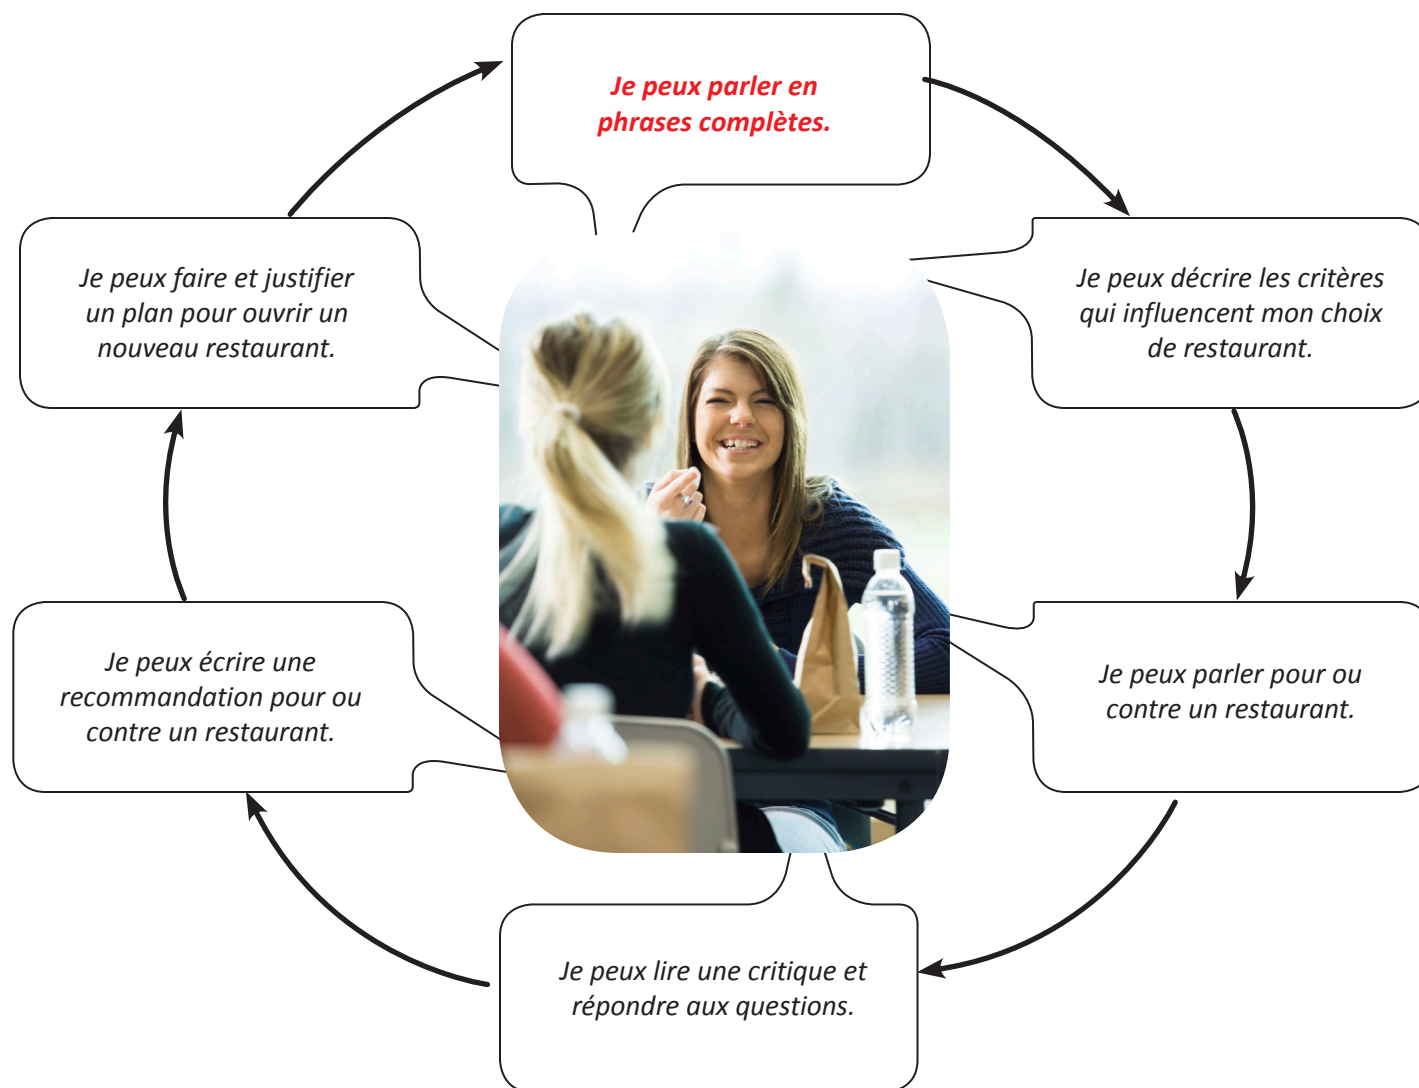 Je peux parler en
phrases complètes.
Je peux décrire les critères
qui influencent mon choix
de restaurant.
Je peux parler pour ou
contre un restaurant.
Je peux lire une critique et
répondre aux questions.
Je peux écrire une
recommandation pour ou
contre un restaurant.
Je peux faire et justifier
un plan pour ouvrir un
nouveau restaurant.